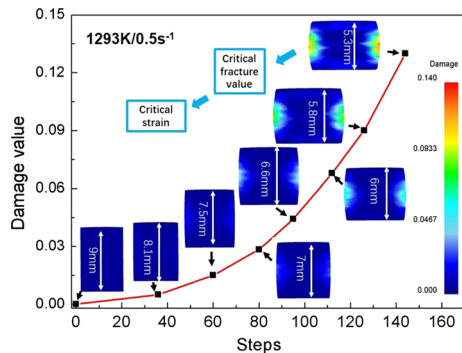 0.15
0.12
0.09
0.06
0.03
0.00
Damage value
1293K/0.5s⁻¹
Critical
fracture
value
Critical
strain
9mm
8.1mm
7.5mm
7mm
6.6mm
6mm
5.8mm
5.3mm
Damage
0.140
0.0933
0.0467
0.000
0 20 40 60 80 100 120 140
Steps